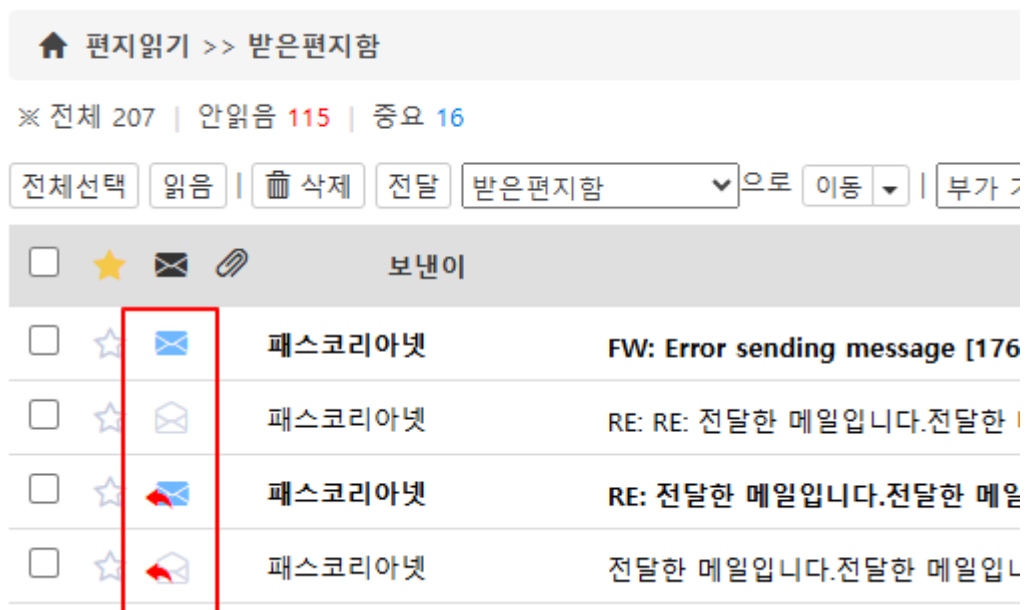 편지읽기 >> 받은편지함
※ 전체 207 | 안읽음 115 | 중요 16
전체선택 읽음 | 삭제 전달 받은편지함 으로 이동 | 부가
보낸이
패스코리아넷 FW: Error sending message [176
패스코리아넷 RE: RE: 전달한 메일입니다.전달한
패스코리아넷 RE: 전달한 메일입니다.전달한 메일
패스코리아넷 전달한 메일입니다.전달한 메일입니